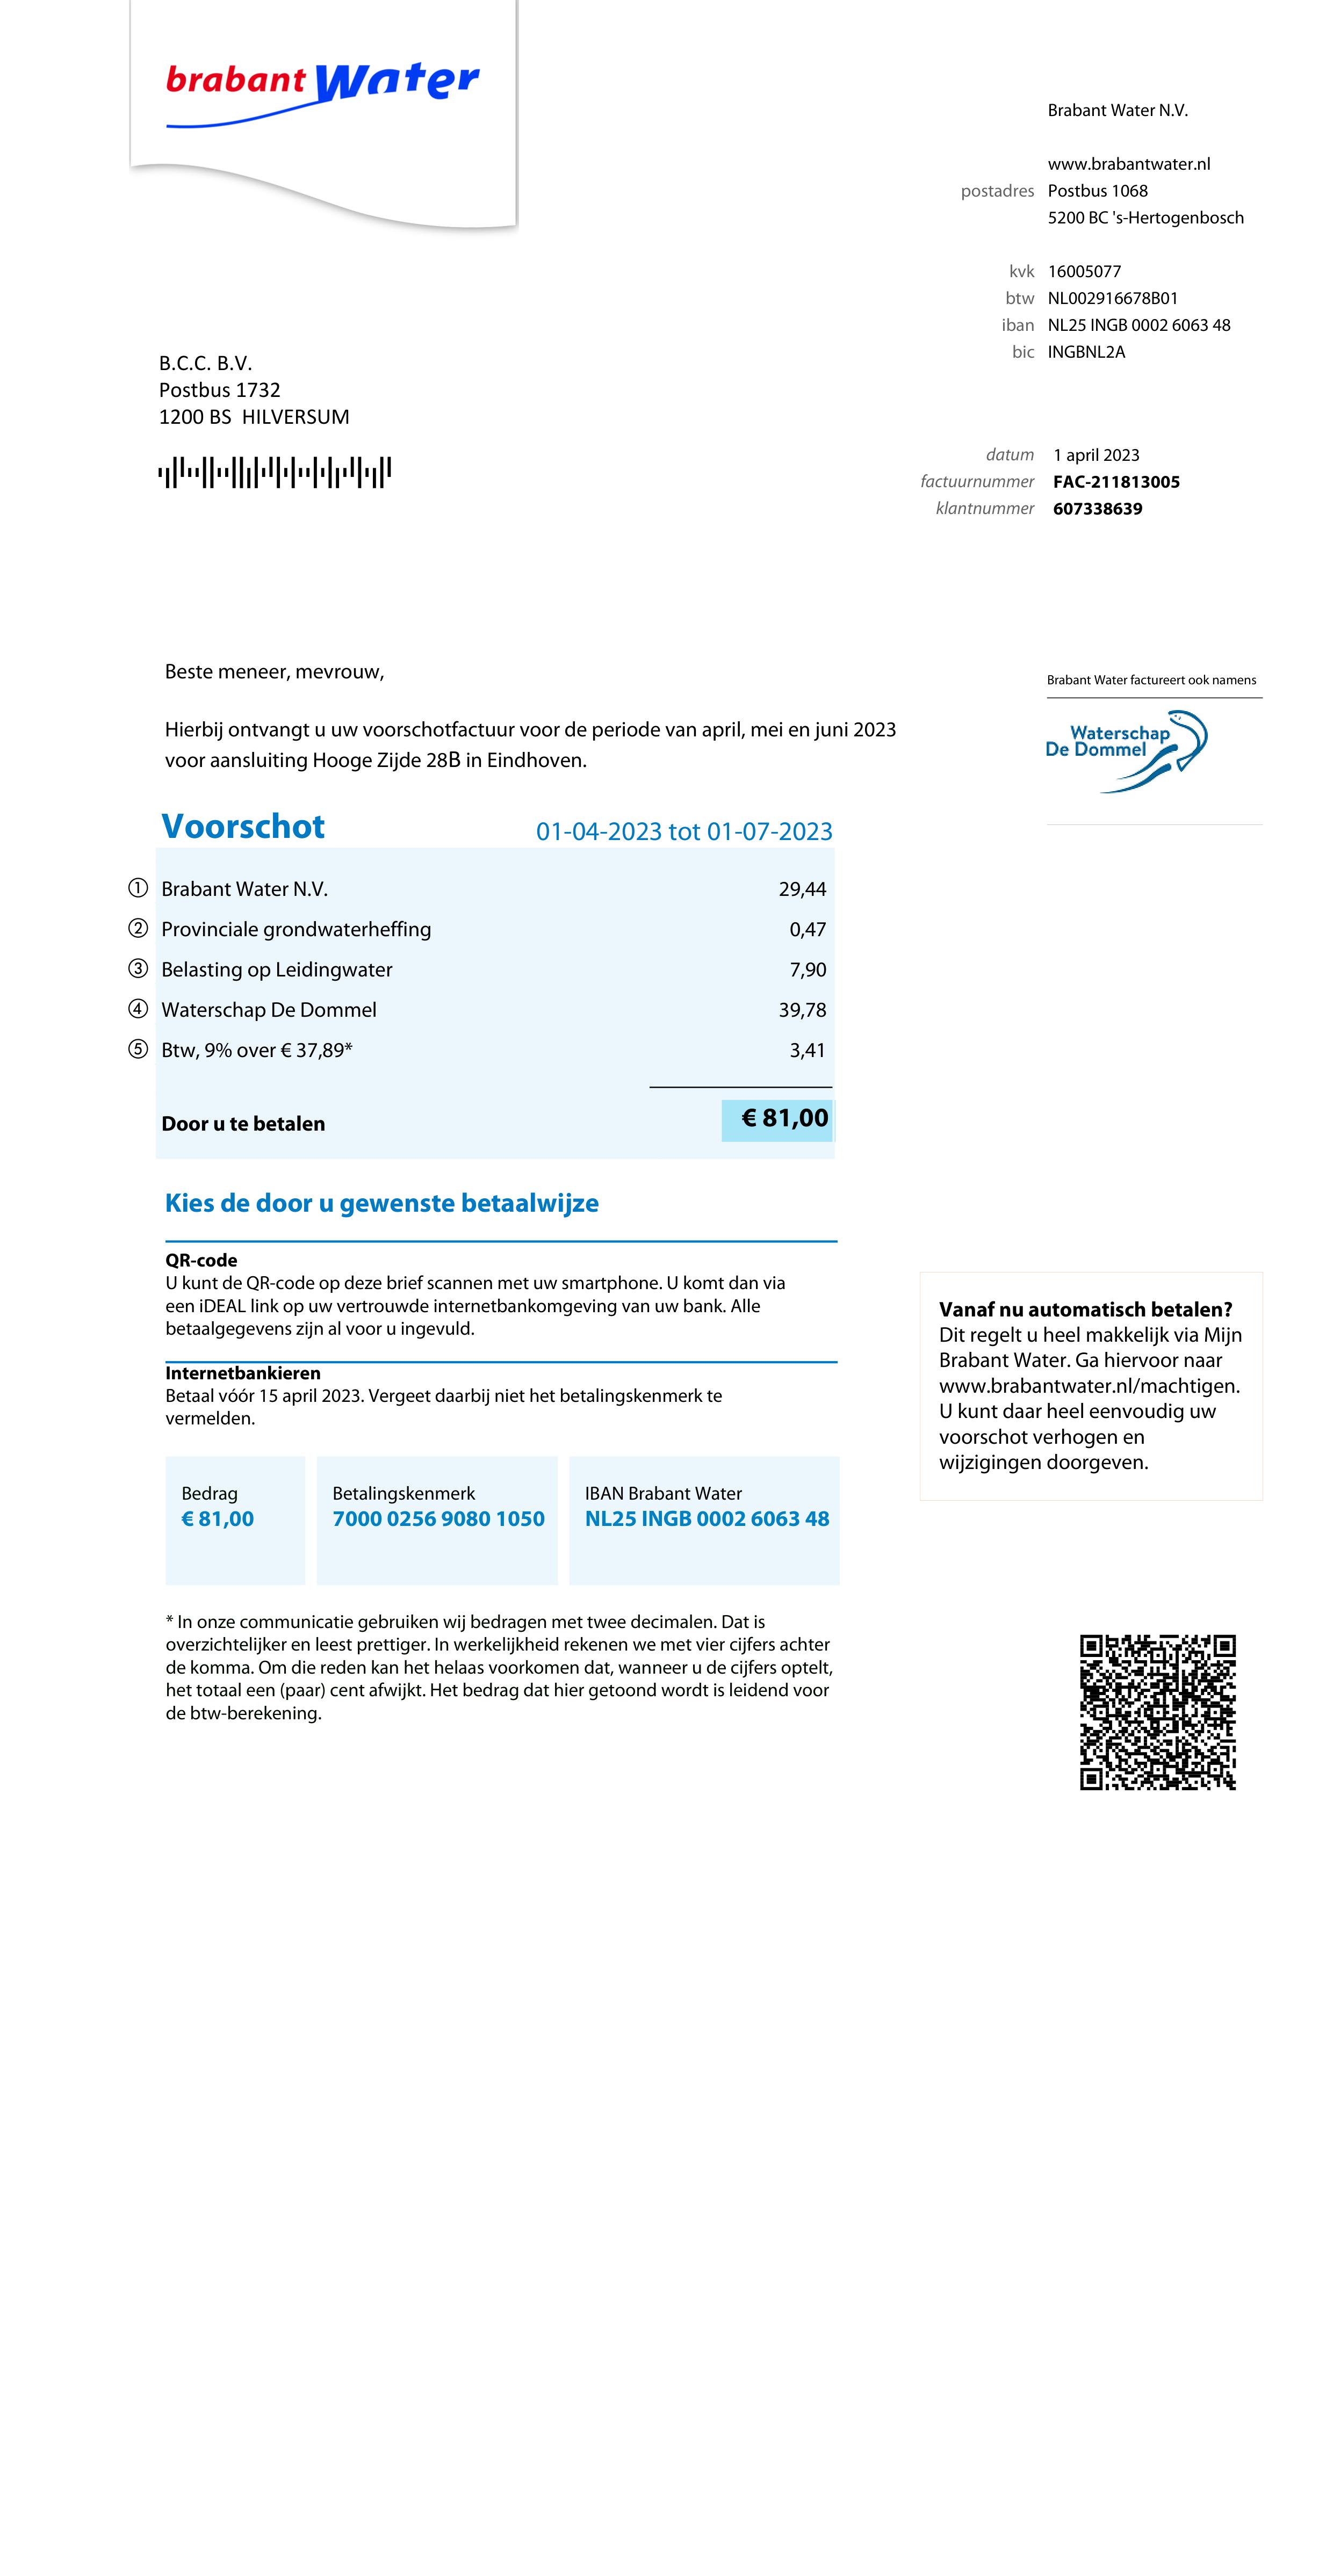 brabant Water
Brabant Water N.V.
www.brabantwater.nl
postadres Postbus 1068
5200 BC 's-Hertogenbosch
kvk 16005077
btw NL002916678B01
iban NL25 INGB 0002 6063 48
bic INGBNL2A
B.C.C. B.V.
Postbus 1732
1200 BS HILVERSUM
datum 1 april 2023
factuurnummer FAC-211813005
klantnummer 607338639
Beste meneer, mevrouw,
Hierbij ontvangt u uw voorschotfactuur voor de periode van april, mei en juni 2023
voor aansluiting Hooge Zijde 28B in Eindhoven.
Brabant Water factureert ook namens
Waterschap
De Dommel
Voorschot 01-04-2023 tot 01-07-2023
① Brabant Water N.V. 29,44
② Provinciale grondwaterheffing 0,47
③ Belasting op Leidingwater 7,90
④ Waterschap De Dommel 39,78
⑤ Btw, 9% over € 37,89* 3,41
Door u te betalen € 81,00
Kies de door u gewenste betaalwijze
QR-code
U kunt de QR-code op deze brief scannen met uw smartphone. U komt dan via
een iDEAL link op uw vertrouwde internetbankomgeving van uw bank. Alle
betaalgegevens zijn al voor u ingevuld.
Internetbankieren
Betaal vóór 15 april 2023. Vergeet daarbij niet het betalingskenmerk te
vermelden.
Bedrag
€ 81,00
Betalingskenmerk
7000 0256 9080 1050
IBAN Brabant Water
NL25 INGB 0002 6063 48
Vanaf nu automatisch betalen?
Dit regelt u heel makkelijk via Mijn
Brabant Water. Ga hiervoor naar
www.brabantwater.nl/machtigen.
U kunt daar heel eenvoudig uw
voorschot verhogen en
wijzigingen doorgeven.
* In onze communicatie gebruiken wij bedragen met twee decimalen. Dat is
overzichtelijker en leest prettiger. In werkelijkheid rekenen we met vier cijfers achter
de komma. Om die reden kan het helaas voorkomen dat, wanneer u de cijfers optelt,
het totaal een (paar) cent afwijkt. Het bedrag dat hier getoond wordt is leidend voor
de btw-berekening.